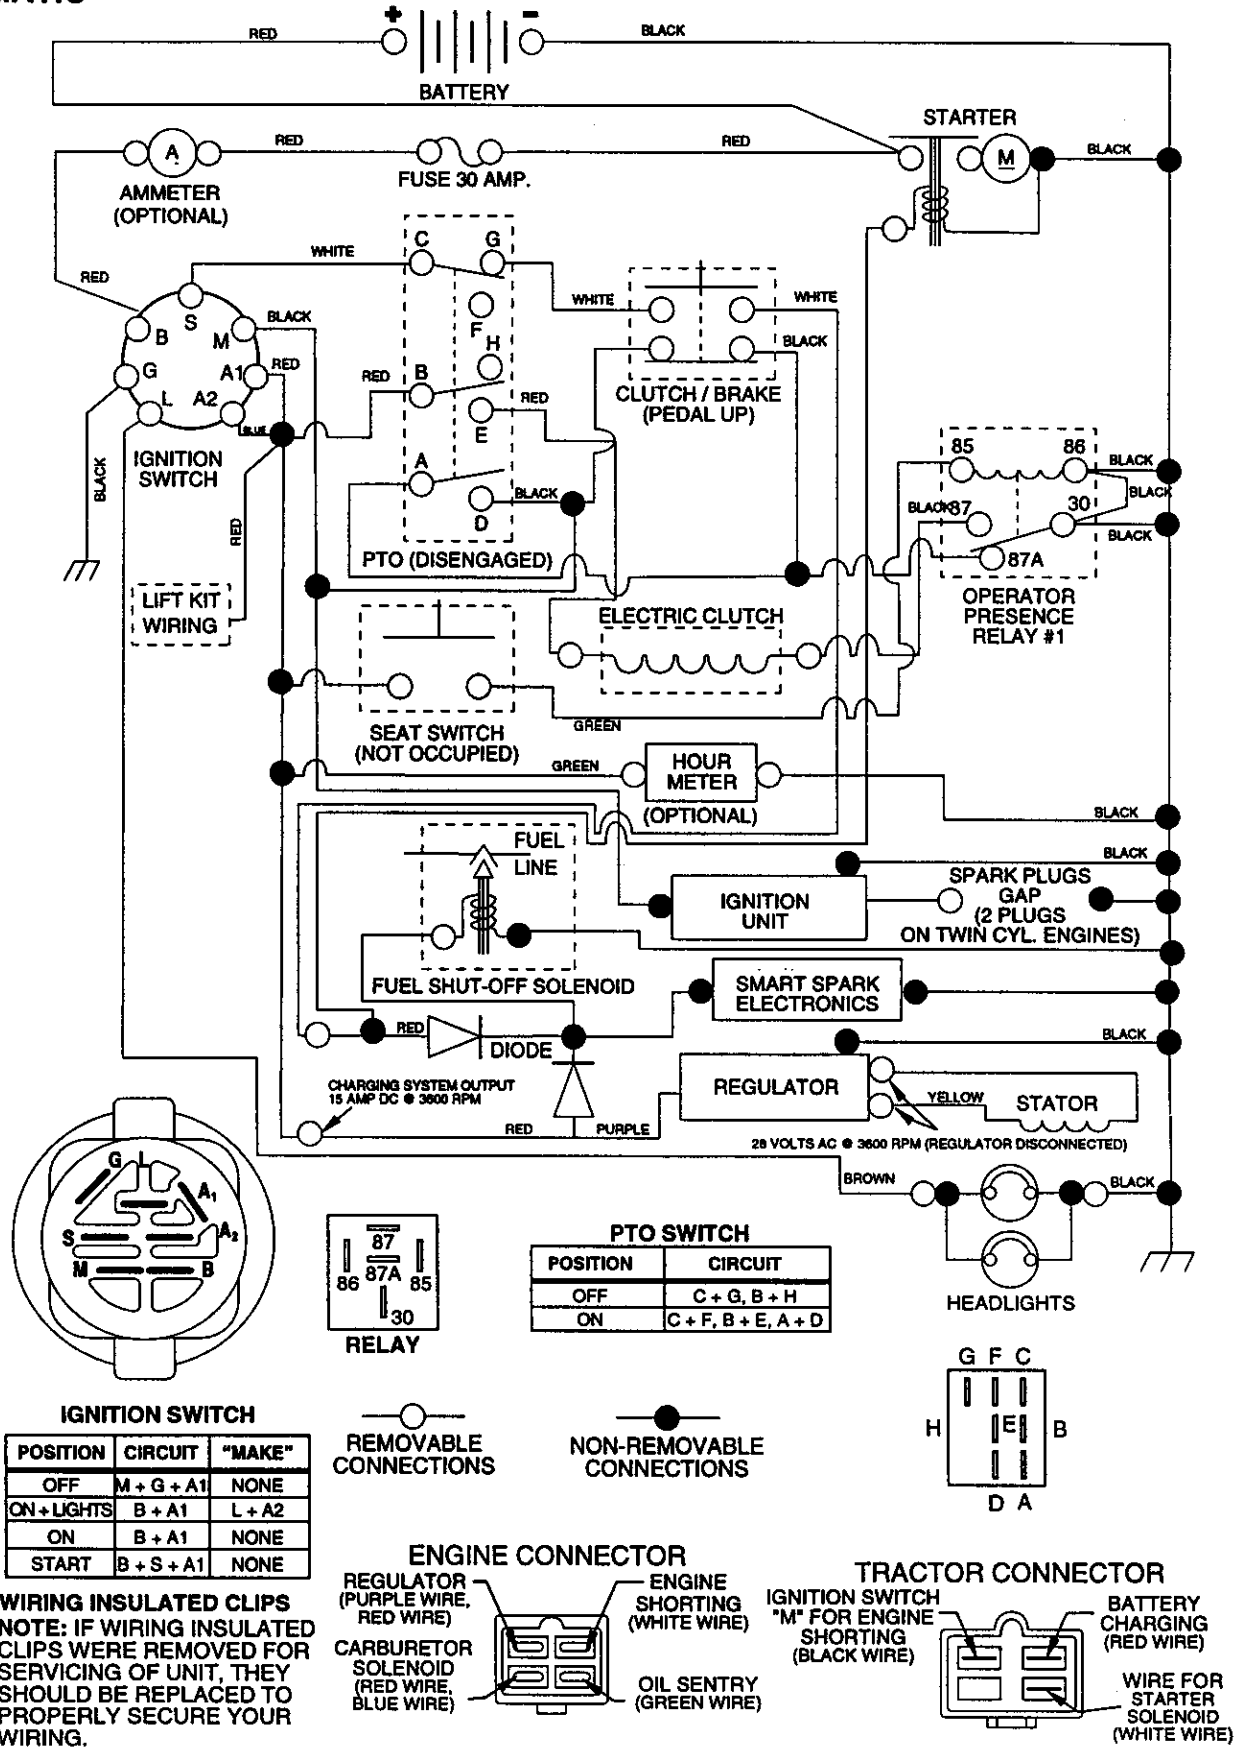 +
-
RED
BLACK
BATTERY
STARTER
A
RED
RED
M
BLACK
AMMETER
(OPTIONAL)
FUSE 30 AMP.
RED
WHITE
C
G
WHITE
WHITE
S
B
M
BLACK
F
BLACK
G
A1
RED
H
RED
B
CLUTCH / BRAKE
(PEDAL UP)
L
A2
BLUE
RED
E
IGNITION
SWITCH
BLACK
RED
A
BLACK
D
85
86
BLACK
BLACK
BLACK
87
30
BLACK
87A
PTO (DISENGAGED)
OPERATOR
PRESENCE
RELAY #1
LIFT KIT
WIRING
ELECTRIC CLUTCH
SEAT SWITCH
(NOT OCCUPIED)
GREEN
GREEN
HOUR
METER
(OPTIONAL)
BLACK
FUEL
LINE
BLACK
IGNITION
UNIT
SPARK PLUGS
GAP
(2 PLUGS
ON TWIN CYL. ENGINES)
FUEL SHUT-OFF SOLENOID
SMART SPARK
ELECTRONICS
RED
DIODE
BLACK
CHARGING SYSTEM OUTPUT
15 AMP DC @ 3600 RPM
REGULATOR
YELLOW
STATOR
RED
PURPLE
28 VOLTS AC @ 3600 RPM (REGULATOR DISCONNECTED)
BROWN
BLACK
HEADLIGHTS
G
L
A1
S
A2
M
B
87
86
87A
85
30
RELAY
PTO SWITCH
POSITION CIRCUIT
OFF C + G, B + H
ON C + F, B + E, A + D
G F C
H E B
D A
IGNITION SWITCH
POSITION CIRCUIT "MAKE"
OFF M + G + A1 NONE
ON + LIGHTS B + A1 L + A2
ON B + A1 NONE
START B + S + A1 NONE
REMOVABLE
CONNECTIONS
NON-REMOVABLE
CONNECTIONS
WIRING INSULATED CLIPS
NOTE: IF WIRING INSULATED
CLIPS WERE REMOVED FOR
SERVICING OF UNIT, THEY
SHOULD BE REPLACED TO
PROPERLY SECURE YOUR
WIRING.
ENGINE CONNECTOR
REGULATOR
(PURPLE WIRE,
RED WIRE)
ENGINE
SHORTING
(WHITE WIRE)
CARBURETOR
SOLENOID
(RED WIRE,
BLUE WIRE)
OIL SENTRY
(GREEN WIRE)
TRACTOR CONNECTOR
IGNITION SWITCH
"M" FOR ENGINE
SHORTING
(BLACK WIRE)
BATTERY
CHARGING
(RED WIRE)
WIRE FOR
STARTER
SOLENOID
(WHITE WIRE)